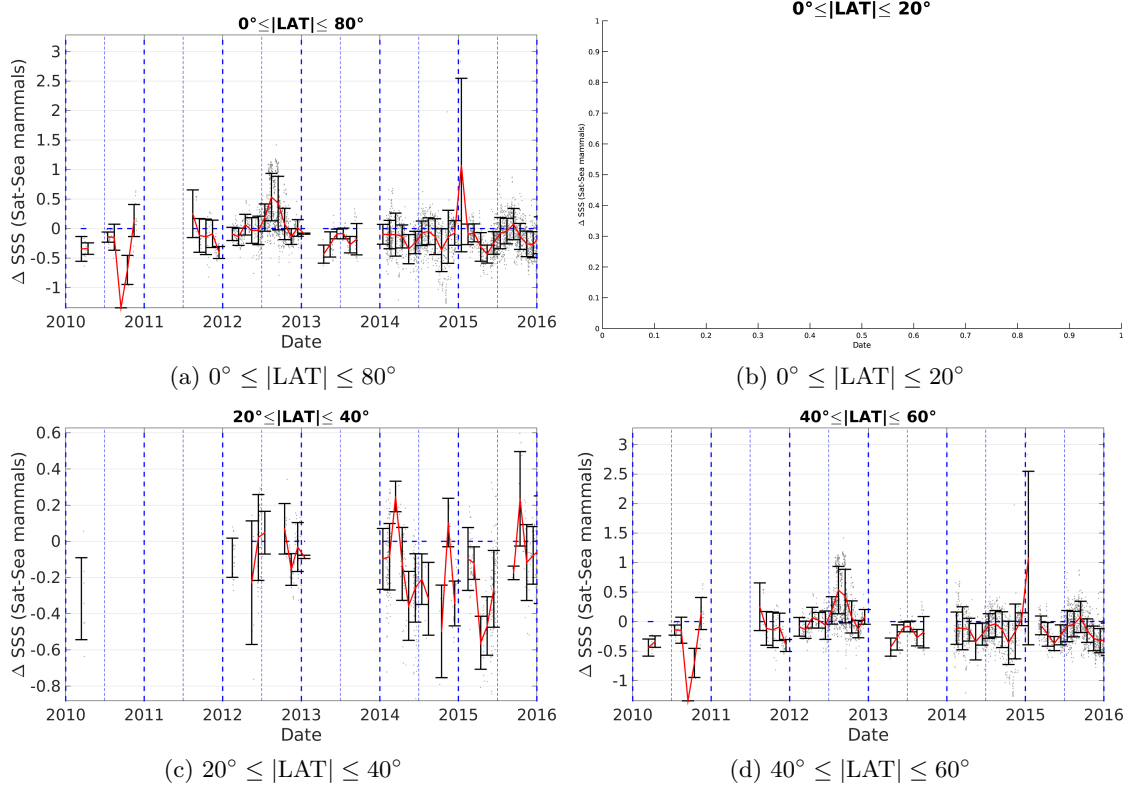 0°≤|LAT|≤ 80°
3
2.5
2
1.5
1
0.5
0
-0.5
-1
Δ SSS (Sat-Sea mammals)
2010 2011 2012 2013 2014 2015 2016
Date
(a) 0° ≤ |LAT| ≤ 80°
0°≤|LAT|≤ 20°
1
0.9
0.8
0.7
0.6
0.5
0.4
0.3
0.2
0.1
0
Δ SSS (Sat-Sea mammals)
0 0.1 0.2 0.3 0.4 0.5 0.6 0.7 0.8 0.9 1
Date
(b) 0° ≤ |LAT| ≤ 20°
20°≤|LAT|≤ 40°
0.6
0.4
0.2
0
-0.2
-0.4
-0.6
-0.8
Δ SSS (Sat-Sea mammals)
2010 2011 2012 2013 2014 2015 2016
Date
(c) 20° ≤ |LAT| ≤ 40°
40°≤|LAT|≤ 60°
3
2.5
2
1.5
1
0.5
0
-0.5
-1
Δ SSS (Sat-Sea mammals)
2010 2011 2012 2013 2014 2015 2016
Date
(d) 40° ≤ |LAT| ≤ 60°